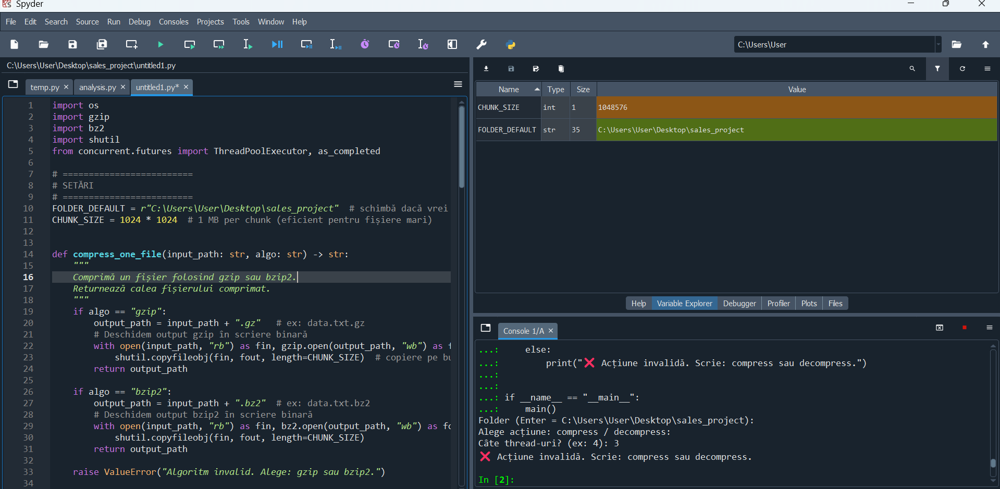 Spyder
File Edit Search Source Run Debug Consoles Projects Tools Window Help
C:\Users\User
C:\Users\User\Desktop\sales_project\untitled1.py
temp.py analysis.py untitled1.py*
1 import os
2 import gzip
3 import bz2
4 import shutil
5 from concurrent.futures import ThreadPoolExecutor, as_completed
6
7 # =========================
8 # SETĂRI
9 # =========================
10 FOLDER_DEFAULT = r"C:\Users\User\Desktop\sales_project"  # schimbă dacă vrei
11 CHUNK_SIZE = 1024 * 1024  # 1 MB per chunk (eficient pentru fișiere mari)
12
13
14 def compress_one_file(input_path: str, algo: str) -> str:
15     """
16     Comprimă un fișier folosind gzip sau bzip2.
17     Returnează calea fișierului comprimat.
18     """
19     if algo == "gzip":
20         output_path = input_path + ".gz"   # ex: data.txt.gz
21         # Deschidem output gzip în scriere binară
22         with open(input_path, "rb") as fin, gzip.open(output_path, "wb") as f
23             shutil.copyfileobj(fin, fout, length=CHUNK_SIZE)  # copiere pe bu
24         return output_path
25
26     if algo == "bzip2":
27         output_path = input_path + ".bz2"  # ex: data.txt.bz2
28         # Deschidem output bzip2 în scriere binară
29         with open(input_path, "rb") as fin, bz2.open(output_path, "wb") as fo
30             shutil.copyfileobj(fin, fout, length=CHUNK_SIZE)
31         return output_path
32
33     raise ValueError("Algoritm invalid. Alege: gzip sau bzip2.")
34
Name Type Size Value
CHUNK_SIZE int 1 1048576
FOLDER_DEFAULT str 35 C:\Users\User\Desktop\sales_project
Help Variable Explorer Debugger Profiler Plots Files
Console 1/A
...:     else:
...:         print("❌ Acțiune invalidă. Scrie: compress sau decompress.")
...:
...:
...: if __name__ == "__main__":
...:     main()
Folder (Enter = C:\Users\User\Desktop\sales_project):
Alege acțiune: compress / decompress:
Câte thread-uri? (ex: 4): 3
❌ Acțiune invalidă. Scrie: compress sau decompress.
In [2]: